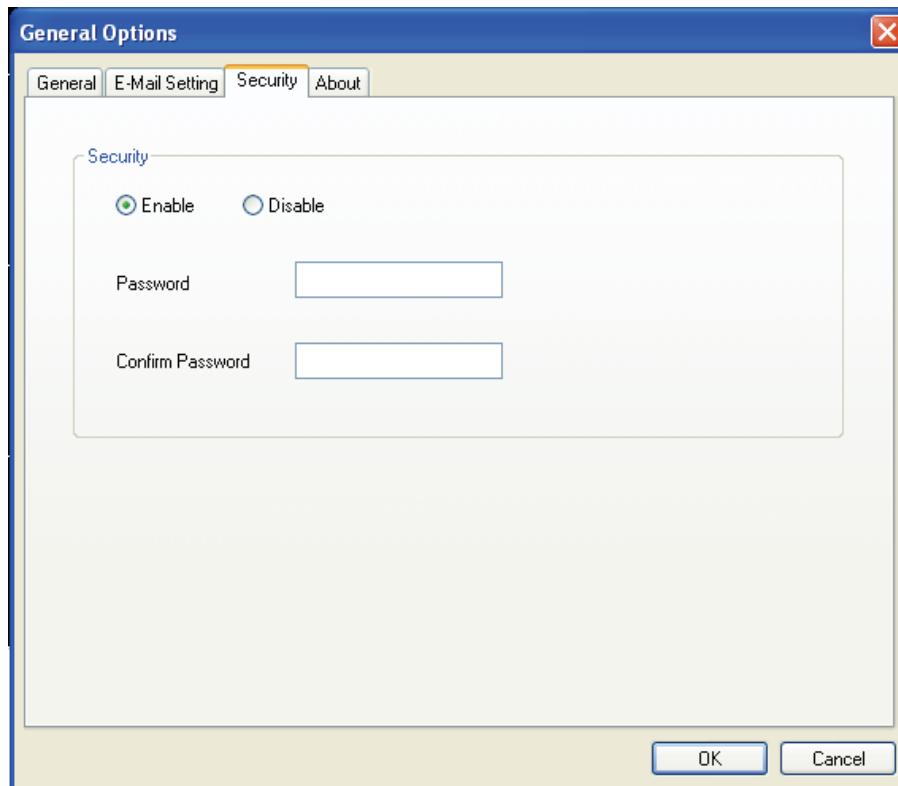 General Options
General E-Mail Setting Security About
Security
Enable Disable
Password
Confirm Password
OK Cancel